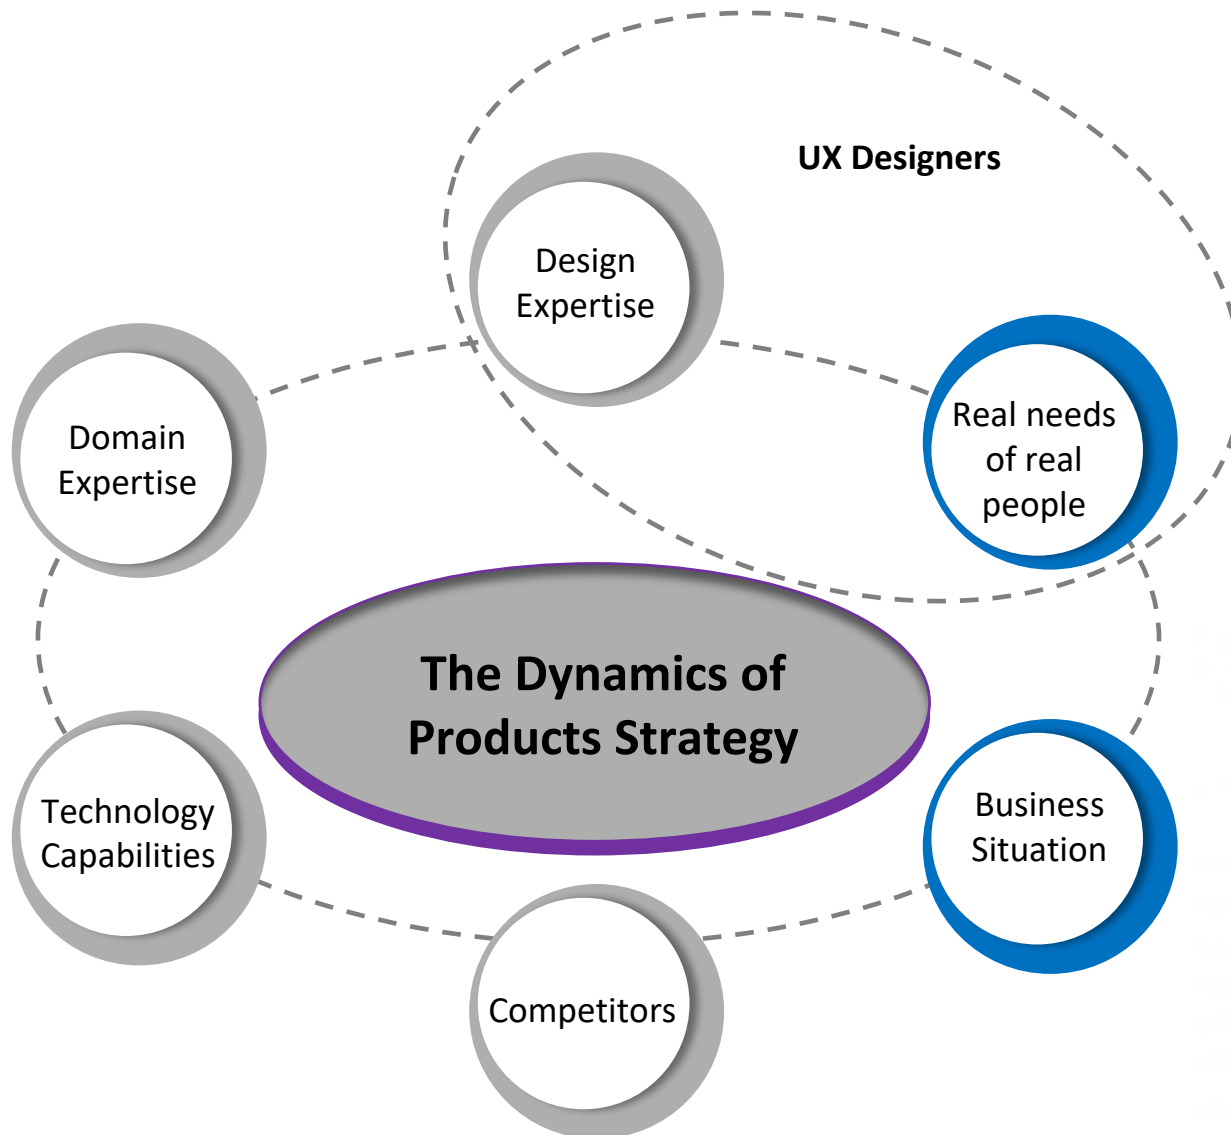 UX Designers
Design
Expertise
Real needs
of real
people
Domain
Expertise
The Dynamics of
Products Strategy
Technology
Capabilities
Business
Situation
Competitors